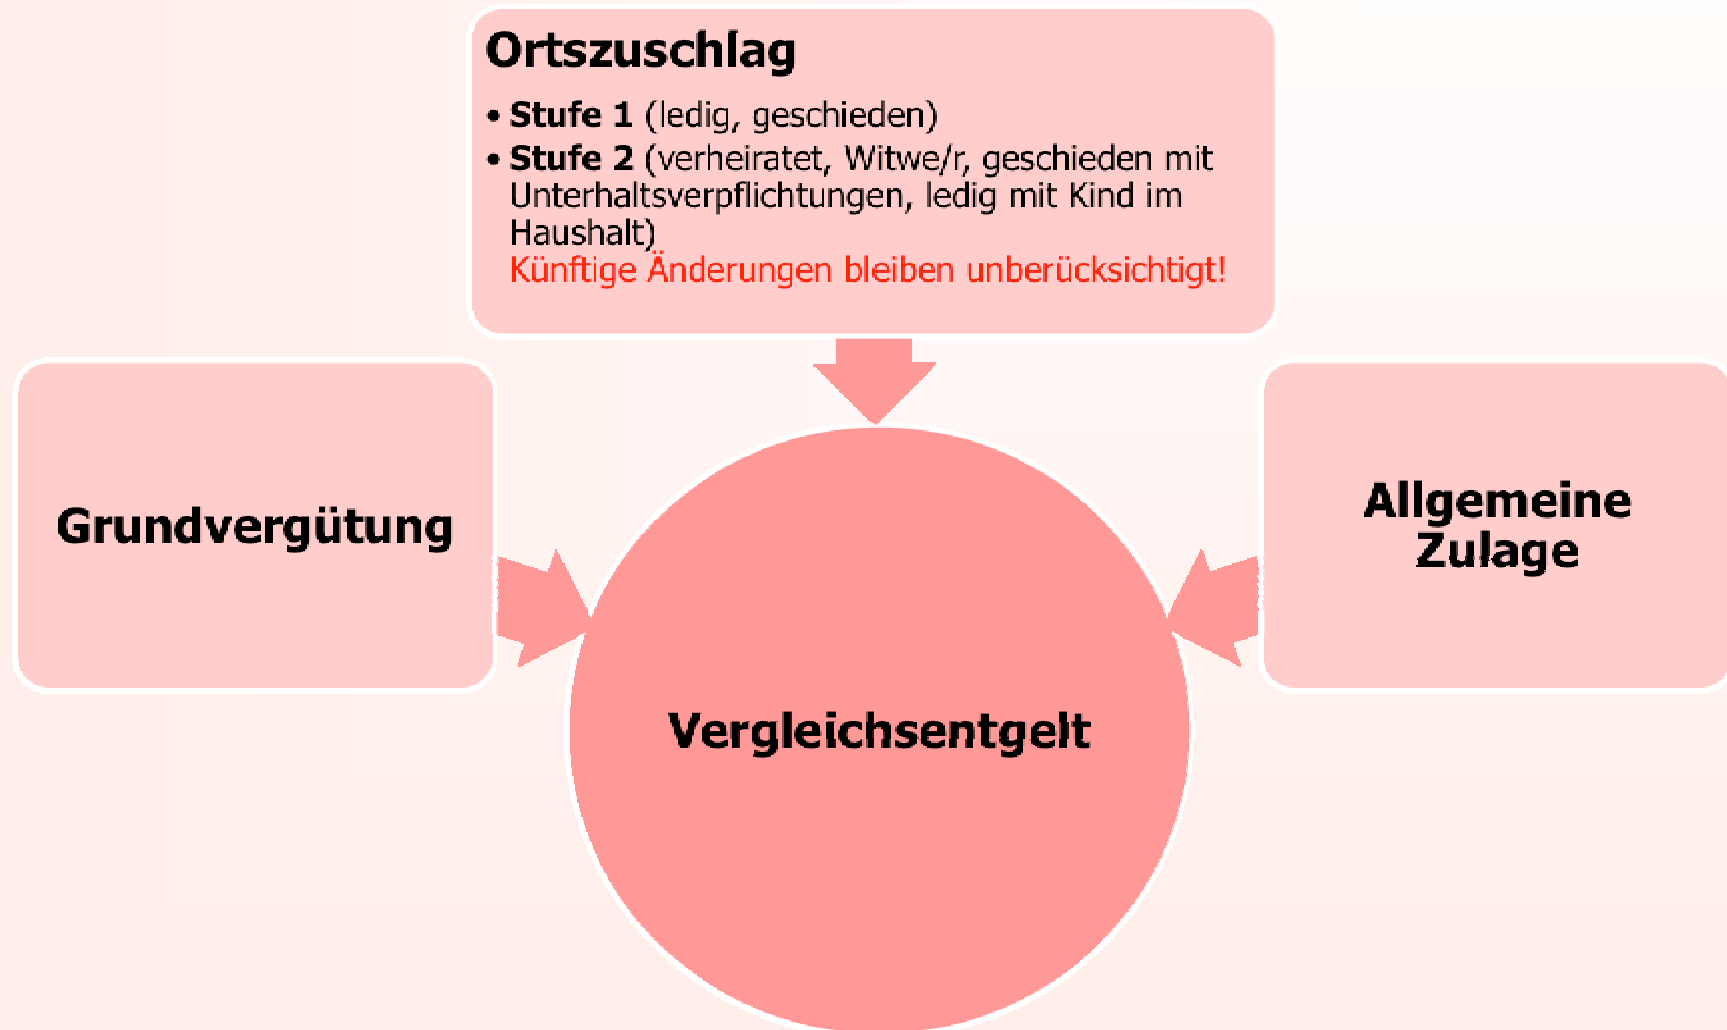 Ortszuschlag
• Stufe 1 (ledig, geschieden)
• Stufe 2 (verheiratet, Witwe/r, geschieden mit
Unterhaltsverpflichtungen, ledig mit Kind im
Haushalt)
Künftige Änderungen bleiben unberücksichtigt!
Grundvergütung
Allgemeine
Zulage
Vergleichsentgelt